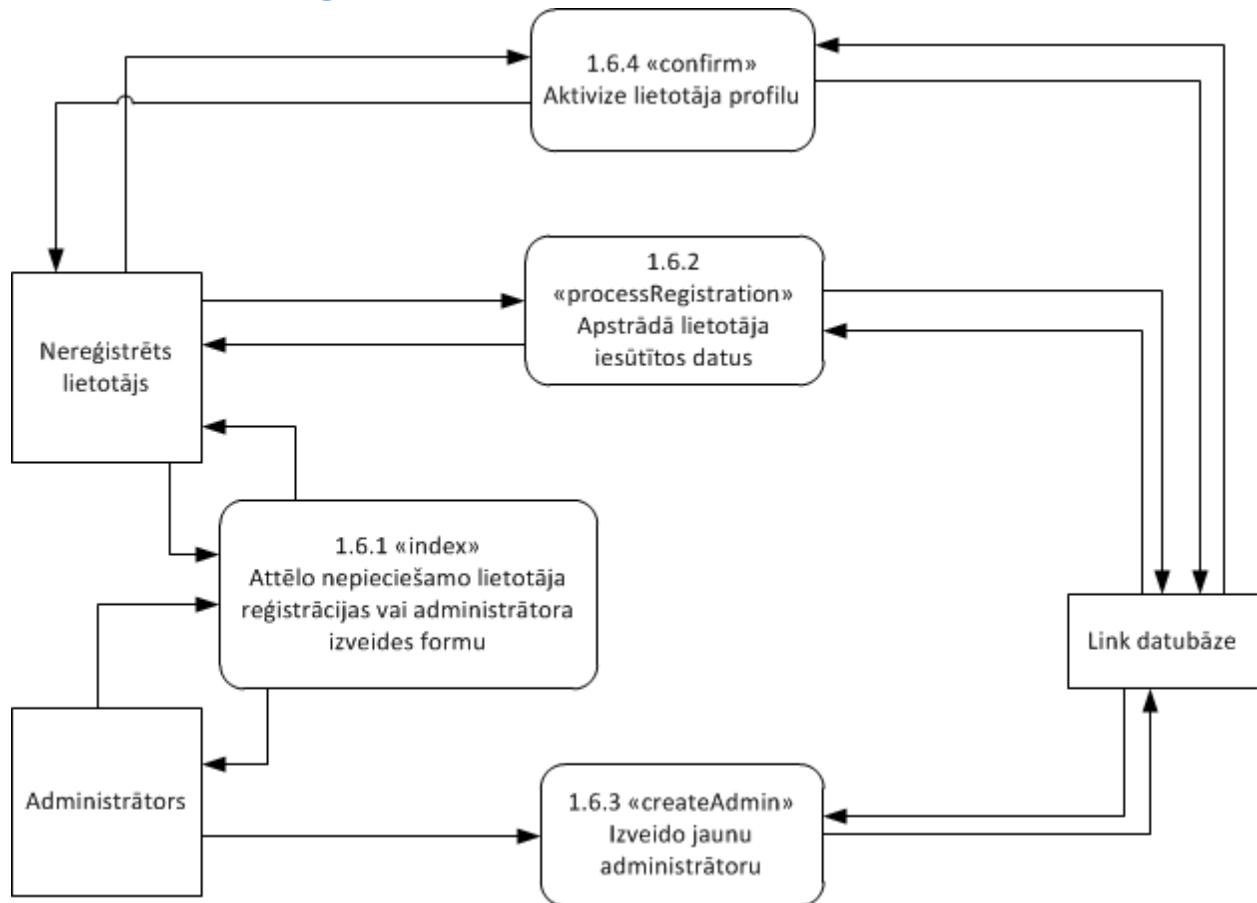 1.6.4 «confirm»
Aktivize lietotāja profilu
1.6.2
«processRegistration»
Apstrādā lietotāja
iesūtītos datus
Nereģistrēts
lietotājs
1.6.1 «index»
Attēlo nepieciešamo lietotāja
reģistrācijas vai administrātora
izveides formu
Link datubāze
Administrātors
1.6.3 «createAdmin»
Izveido jaunu
administrātoru